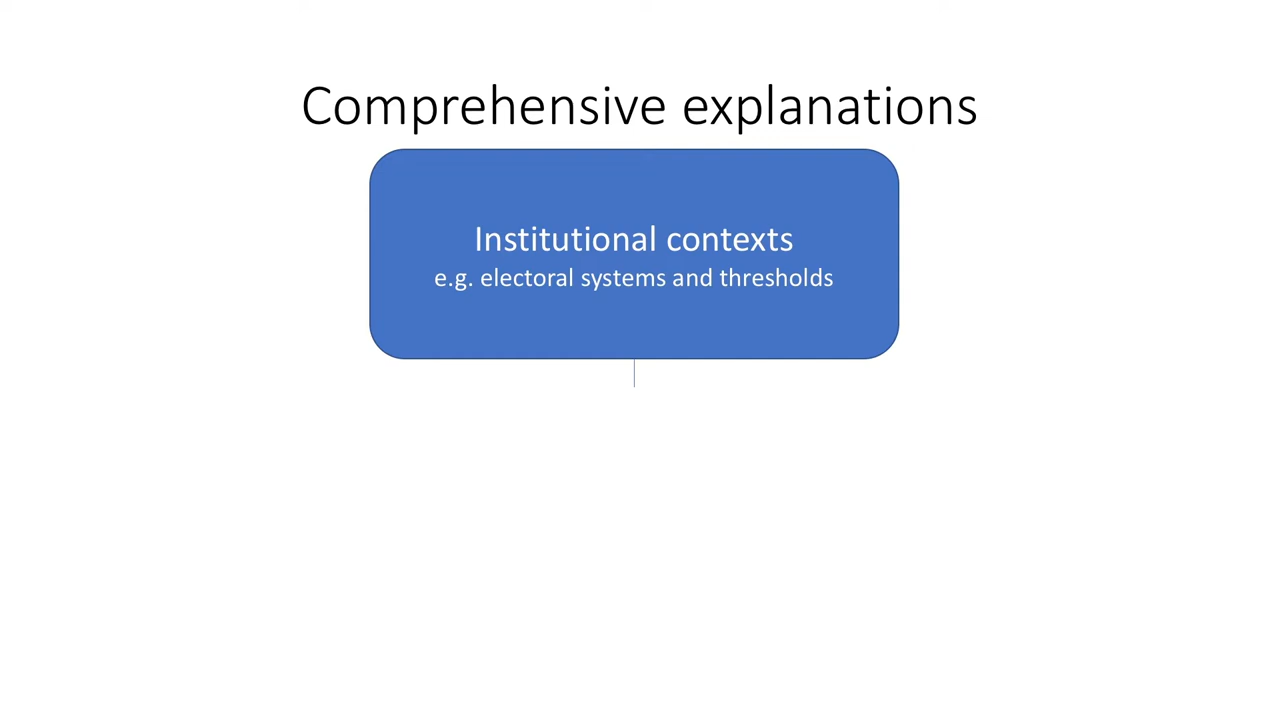 Comprehensive explanations
Institutional contexts
e.g. electoral systems and thresholds